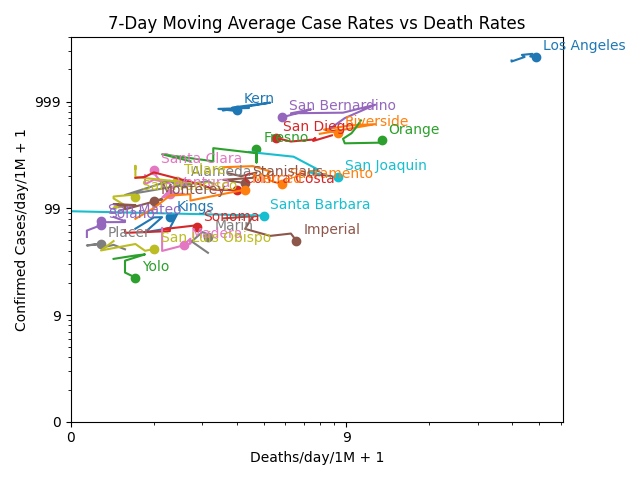 7-Day Moving Average Case Rates vs Death Rates
Los Angeles
999
Kern
San Bernardino
San Diego
Riverside
Fresno
Orange
Santa Clara
San Joaquin
Tulare
Alameda
Stanislaus
Sacramento
Contra Costa
Monterey
99
San Mateo
Solano
Kings
Santa Barbara
Sonoma
Marin
Imperial
Placer
Madera
San Luis Obispo
Yolo
9
0
0
9
Confirmed Cases/day/1M + 1
Deaths/day/1M + 1